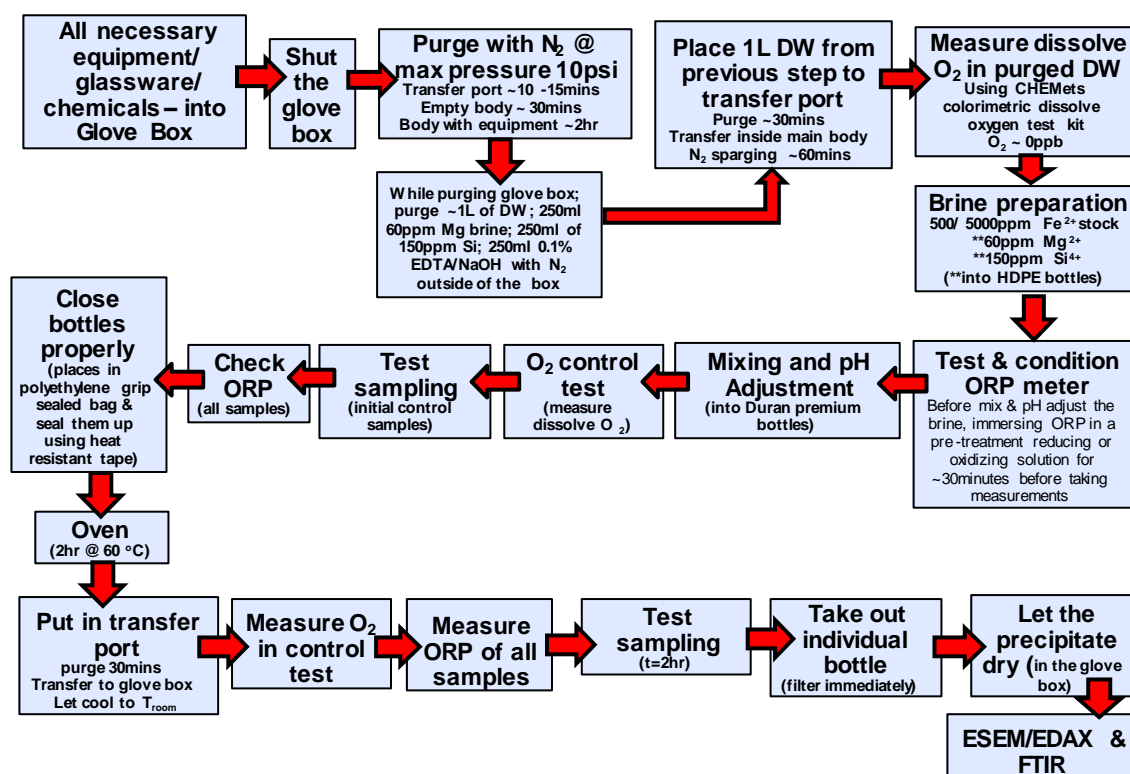 All necessary
equipment/
glassware/
chemicals – into
Glove Box
Shut
the
glove
box
Purge with N2 @
max pressure 10psi
Transfer port ~10 -15mins
Empty body ~ 30mins
Body with equipment ~2hr
While purging glove box;
purge ~1L of DW ; 250ml
60ppm Mg brine; 250ml of
150ppm Si; 250ml 0.1%
EDTA/NaOH with N2
outside of the box
Place 1L DW from
previous step to
transfer port
Purge ~30mins
Transfer inside main body
N2 sparging ~60mins
Measure dissolve
O2 in purged DW
Using CHEMets
colorimetric dissolve
oxygen test kit
O2 ~ 0ppb
Brine preparation
500/ 5000ppm Fe2+ stock
**60ppm Mg2+
**150ppm Si4+
(**into HDPE bottles)
Test & condition
ORP meter
Before mix & pH adjust the
brine, immersing ORP in a
pre-treatment reducing or
oxidizing solution for
~30minutes before taking
measurements
Mixing and pH
Adjustment
(into Duran premium
bottles)
O2 control
test
(measure
dissolve O2)
Test
sampling
(initial control
samples)
Check
ORP
(all samples)
Close
bottles
properly
(places in
polyethylene grip
sealed bag &
seal them up
using heat
resistant tape)
Oven
(2hr @ 60 oC)
Put in transfer
port
purge 30mins
Transfer to glove box
Let cool to Troom
Measure O2
in control
test
Measure
ORP of all
samples
Test
sampling
(t=2hr)
Take out
individual
bottle
(filter immediately)
Let the
precipitate
dry (in the glove
box)
ESEM/EDAX &
FTIR